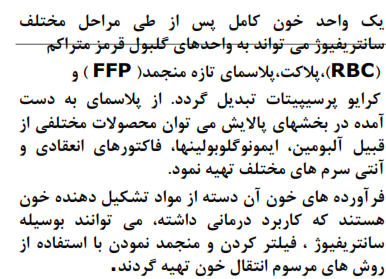 یک واحد خون کامل پس از طی مراحل مختلف
سانتریفیوژ می تواند به واحدهای گلبول قرمز متراکم
(RBC)،پلاکت،پلاسمای تازه منجمد( FFP ) و
کرایو پرسیپیتات تبدیل گردد. از پلاسمای به دست
آمده در بخشهای پالایش می توان محصولات مختلفی از
قبیل آلبومین، ایمونوگلوبولینها، فاکتورهای انعقادی و
آنتی سرم های مختلف تهیه نمود.
فرآورده های خون آن دسته از مواد تشکیل دهنده خون
هستند که کاربرد درمانی داشته، می توانند بوسیله
سانتریفیوژ ، فیلتر کردن و منجمد نمودن با استفاده از
روش های مرسوم انتقال خون تهیه گردند.